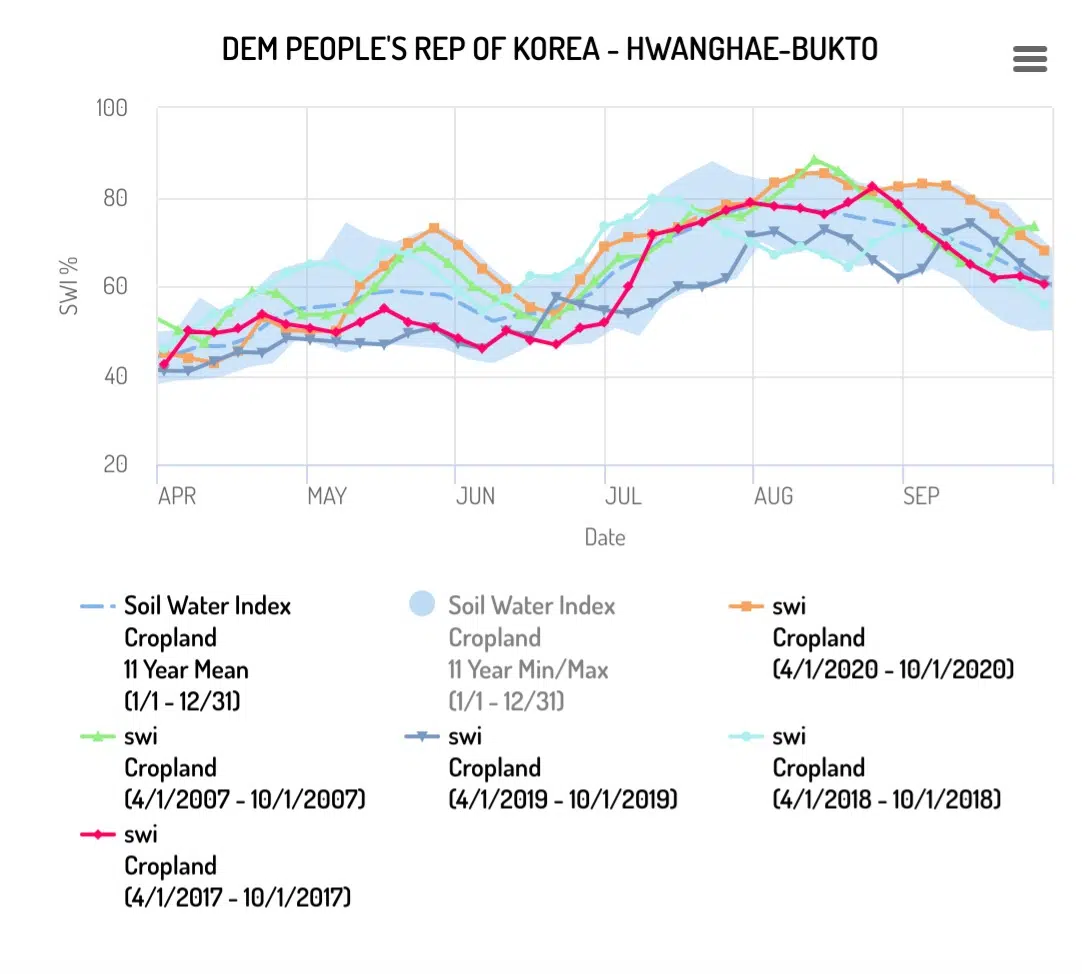 DEM PEOPLE'S REP OF KOREA - HWANGHAE-BUKTO
100
80
60
40
20
SWI %
APR MAY JUN JUL AUG SEP
Date
Soil Water Index
Cropland
11 Year Mean
(1/1 - 12/31)
Soil Water Index
Cropland
11 Year Min/Max
(1/1 - 12/31)
swi
Cropland
(4/1/2020 - 10/1/2020)
swi
Cropland
(4/1/2007 - 10/1/2007)
swi
Cropland
(4/1/2019 - 10/1/2019)
swi
Cropland
(4/1/2018 - 10/1/2018)
swi
Cropland
(4/1/2017 - 10/1/2017)